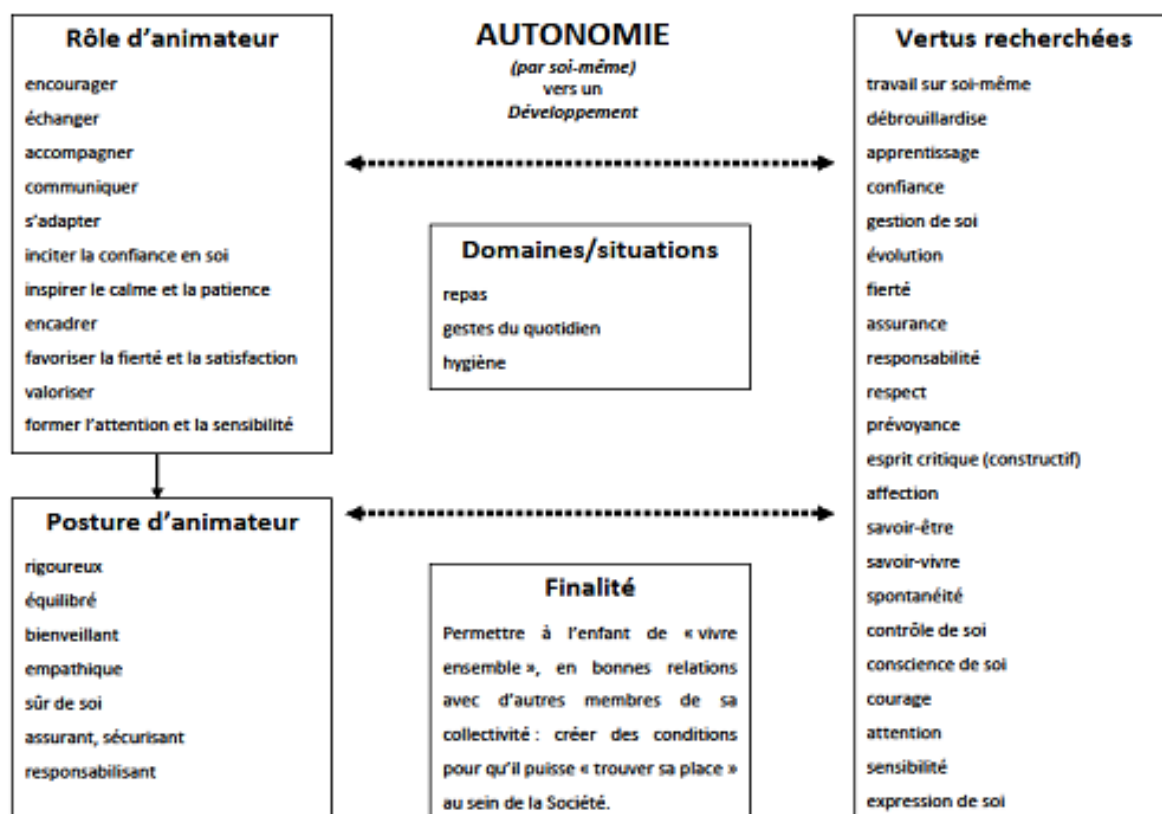 Rôle d'animateur
encourager
échanger
accompagner
communiquer
s'adapter
inciter la confiance en soi
inspirer le calme et la patience
encadrer
favoriser la fierté et la satisfaction
valoriser
former l'attention et la sensibilité
Posture d'animateur
rigoureux
équilibré
bienveillant
empathique
sûr de soi
assurant, sécurisant
responsabilisant
AUTONOMIE
(par soi-même)
vers un
Développement
Domaines/situations
repas
gestes du quotidien
hygiène
Finalité
Permettre à l'enfant de « vivre
ensemble », en bonnes relations
avec d'autres membres de sa
collectivité : créer des conditions
pour qu'il puisse « trouver sa place »
au sein de la Société.
Vertus recherchées
travail sur soi-même
débrouillardise
apprentissage
confiance
gestion de soi
évolution
fierté
assurance
responsabilité
respect
prévoyance
esprit critique (constructif)
affection
savoir-être
savoir-vivre
spontanéité
contrôle de soi
conscience de soi
courage
attention
sensibilité
expression de soi